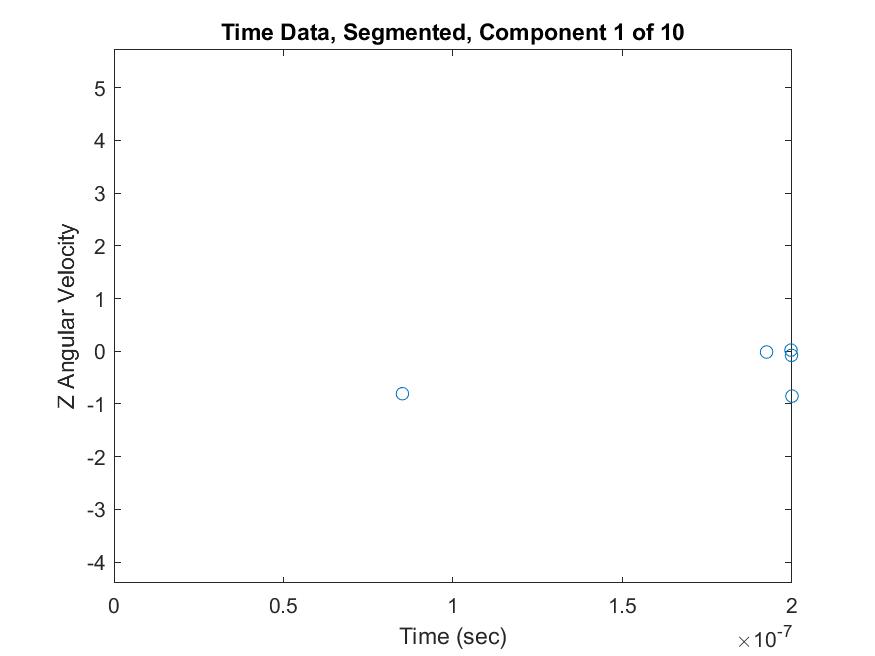 Time Data, Segmented, Component 1 of 10
5
4
3
2
1
0
-1
-2
-3
-4
Z Angular Velocity
0 0.5 1 1.5 2
Time (sec)
×10-7